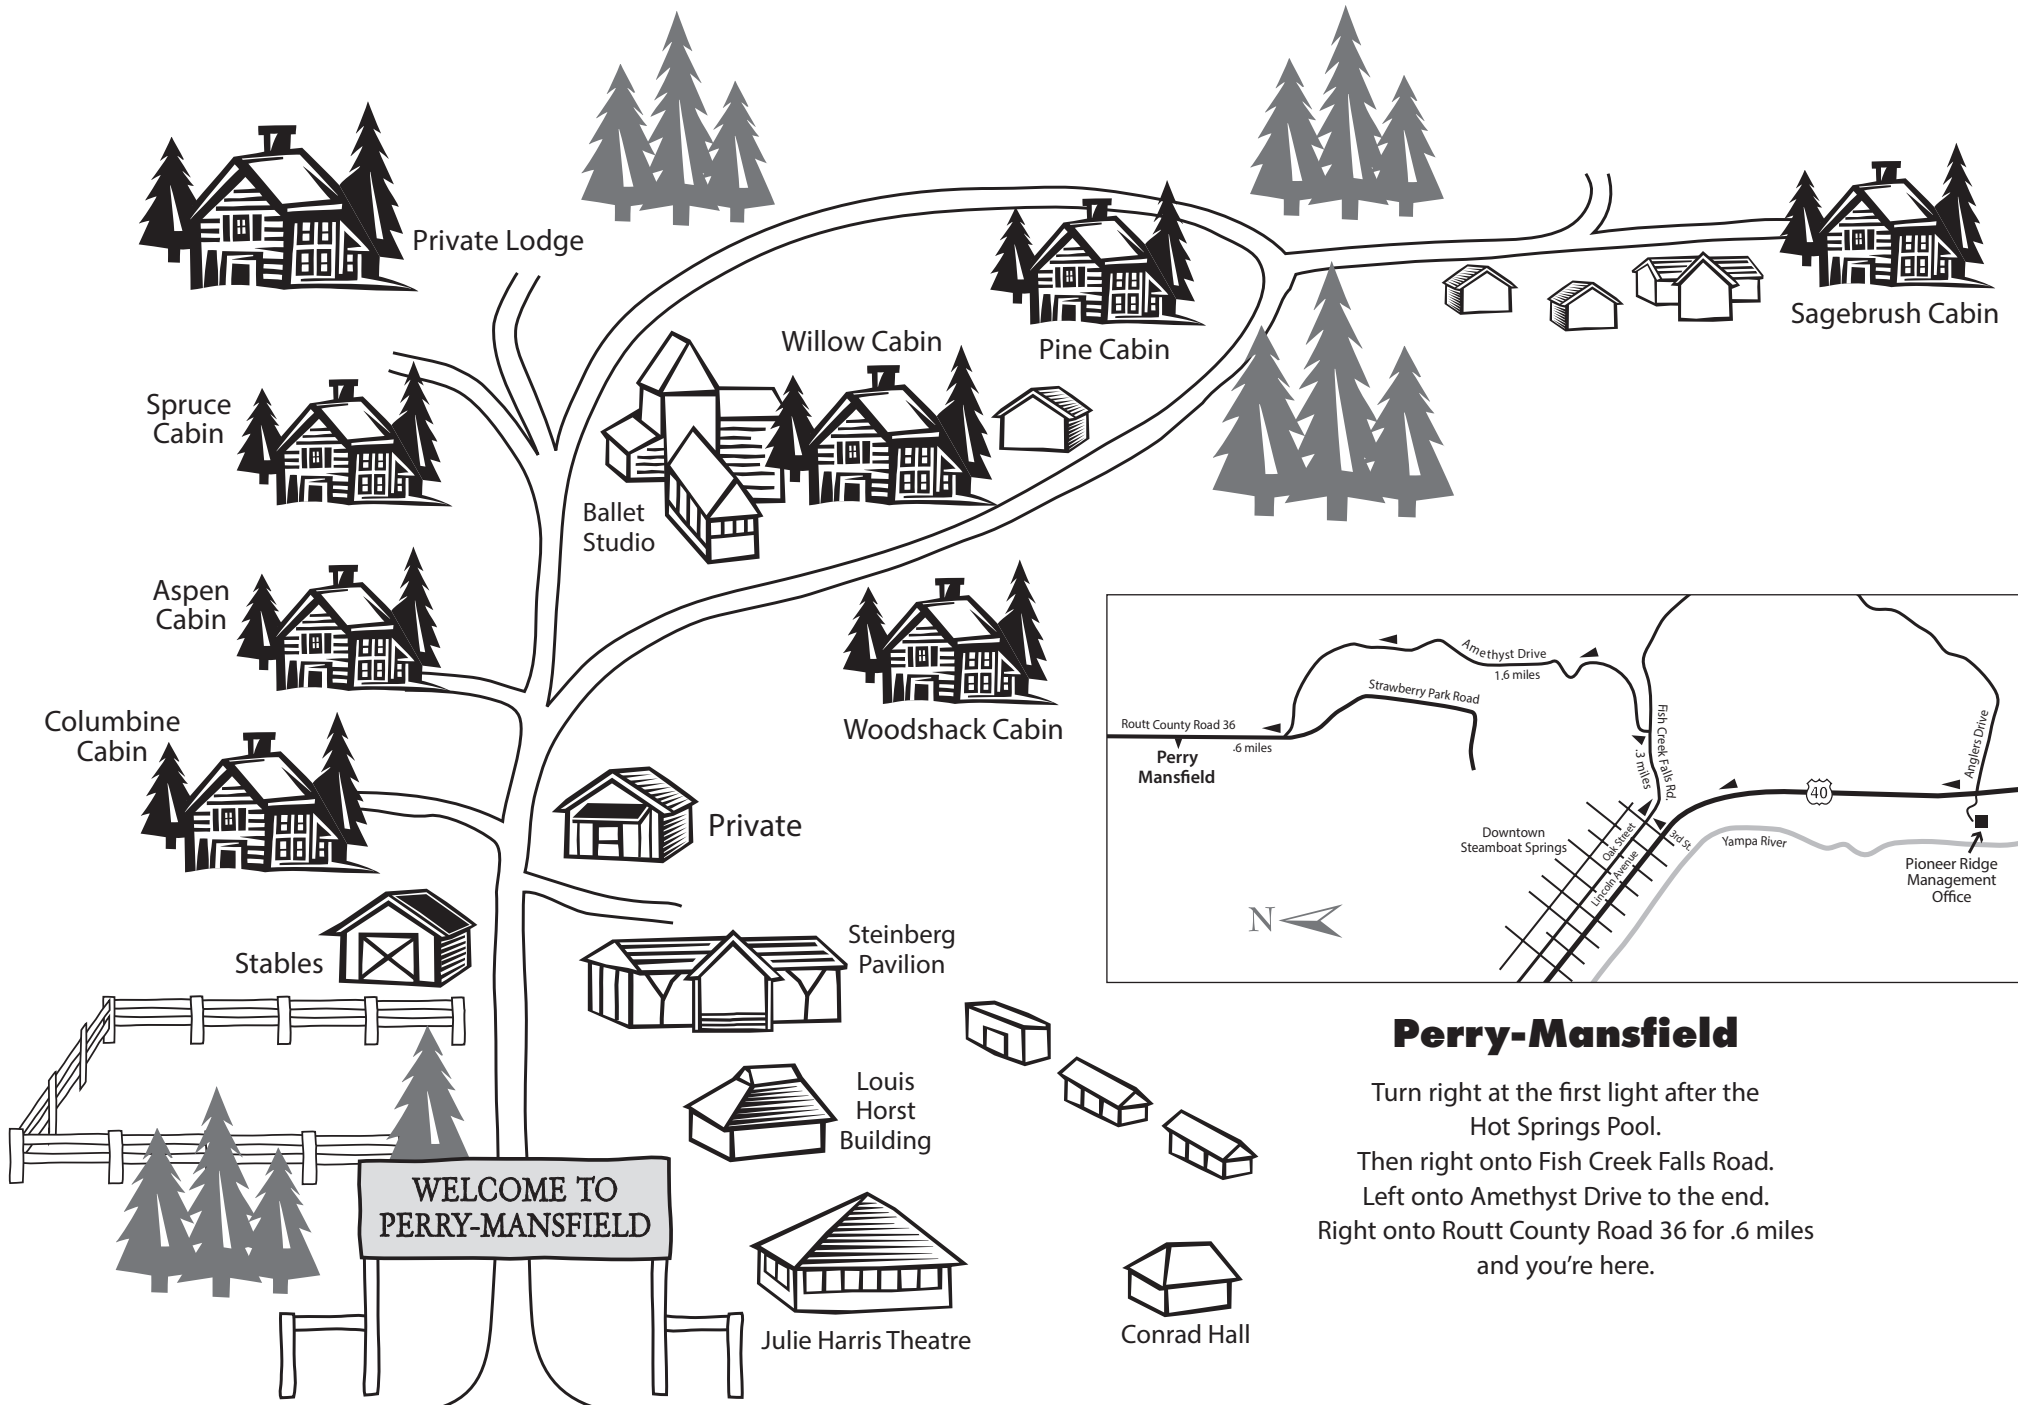 Private Lodge
Spruce
Cabin
Willow Cabin
Pine Cabin
Sagebrush Cabin
Ballet
Studio
Aspen
Cabin
Woodshack Cabin
Columbine
Cabin
Private
Stables
Steinberg
Pavilion
Louis
Horst
Building
WELCOME TO
PERRY-MANSFIELD
Julie Harris Theatre
Conrad Hall
Amethyst Drive
1.6 miles
Strawberry Park Road
Routt County Road 36
.6 miles
Perry
Mansfield
Fish Creek Falls Rd.
.3 miles
Anglers Drive
40
Downtown
Steamboat Springs
Oak Street
Lincoln Avenue
3rd St.
Yampa River
Pioneer Ridge
Management
Office
N
Perry-Mansfield
Turn right at the first light after the
Hot Springs Pool.
Then right onto Fish Creek Falls Road.
Left onto Amethyst Drive to the end.
Right onto Routt County Road 36 for .6 miles
and you’re here.